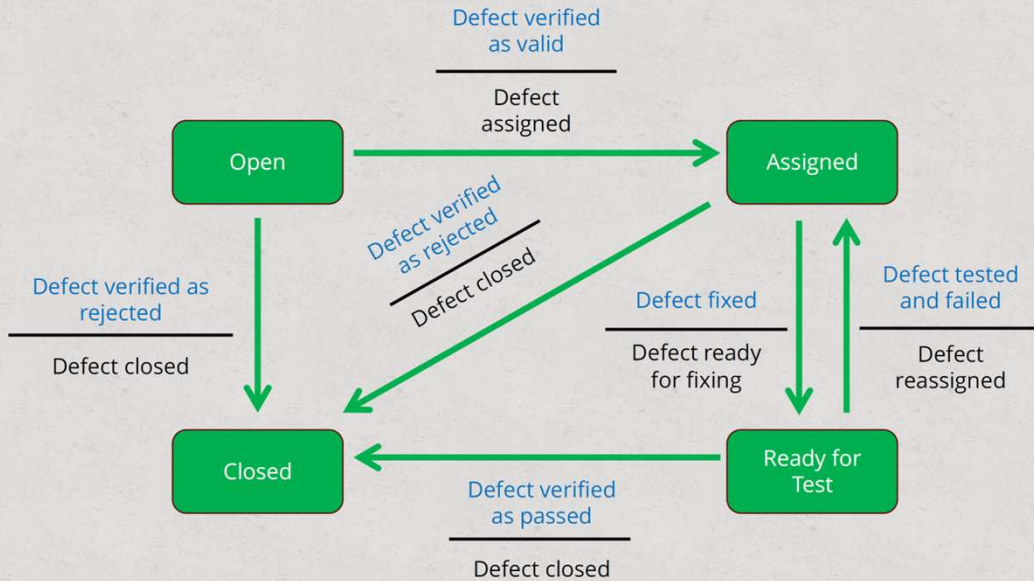 Defect verified
as valid
Defect
assigned
Open
Assigned
Defect verified
as rejected
Defect closed
Defect verified as
rejected
Defect closed
Defect fixed
Defect ready
for fixing
Defect tested
and failed
Defect
reassigned
Closed
Ready for
Test
Defect verified
as passed
Defect closed